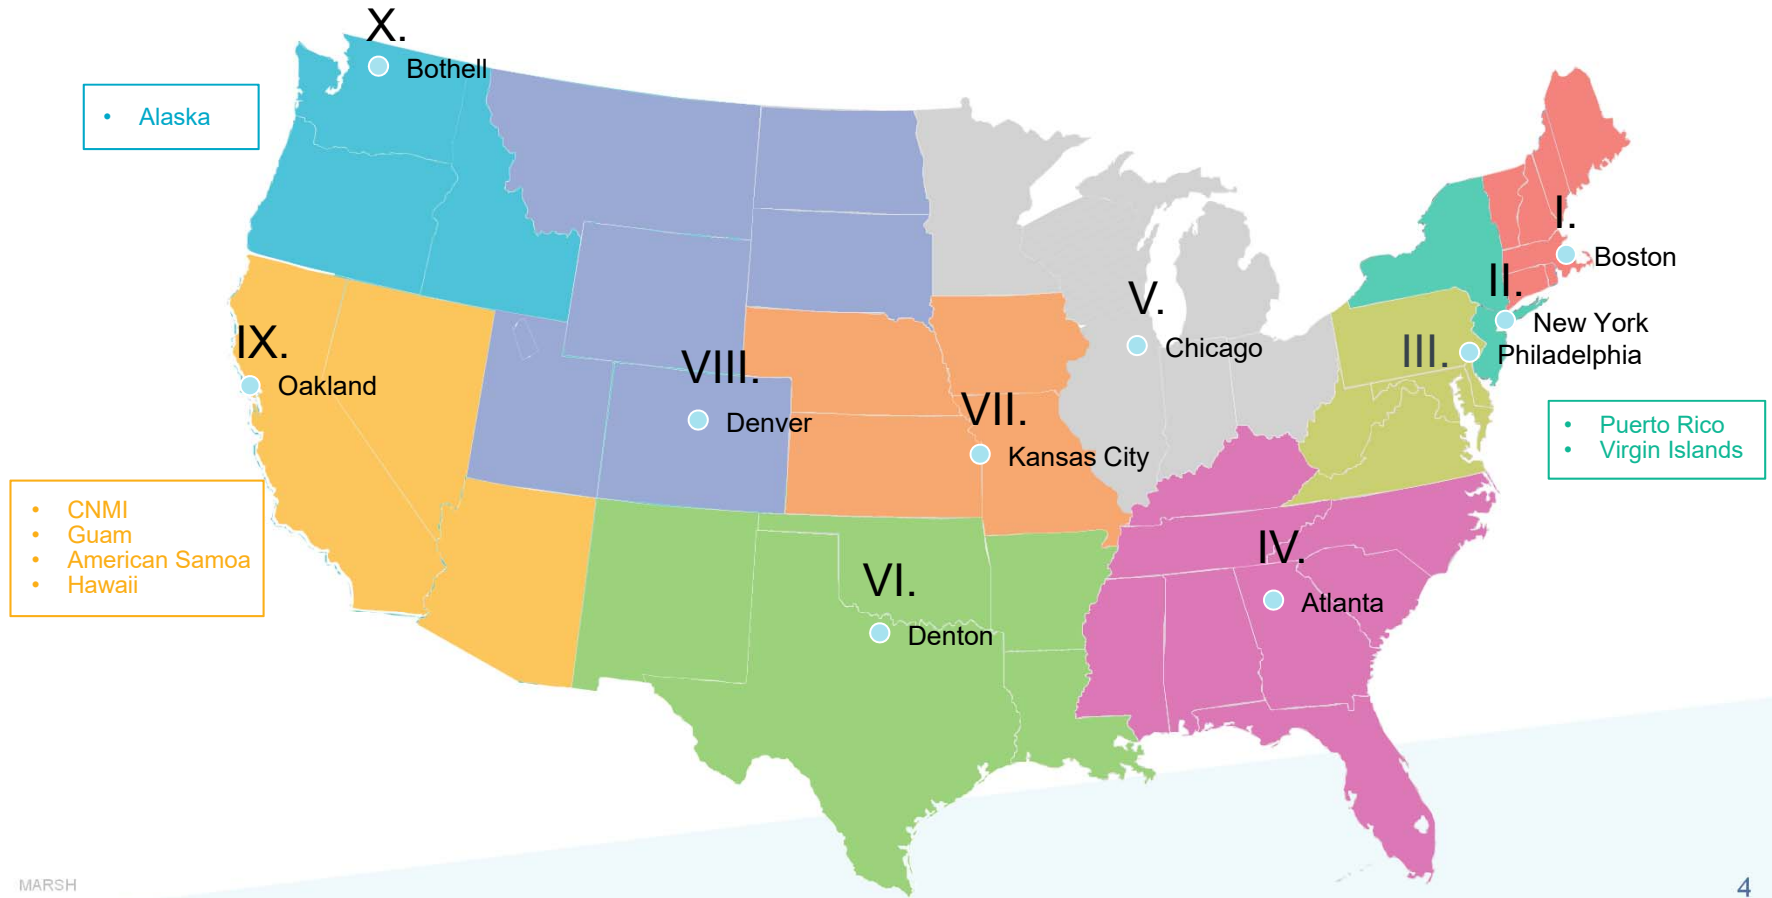 X.
Bothell
• Alaska
I.
Boston
II.
New York
III.
Philadelphia
• Puerto Rico
• Virgin Islands
V.
Chicago
IX.
Oakland
VIII.
Denver
VII.
Kansas City
• CNMI
• Guam
• American Samoa
• Hawaii
VI.
Denton
IV.
Atlanta
MARSH
4